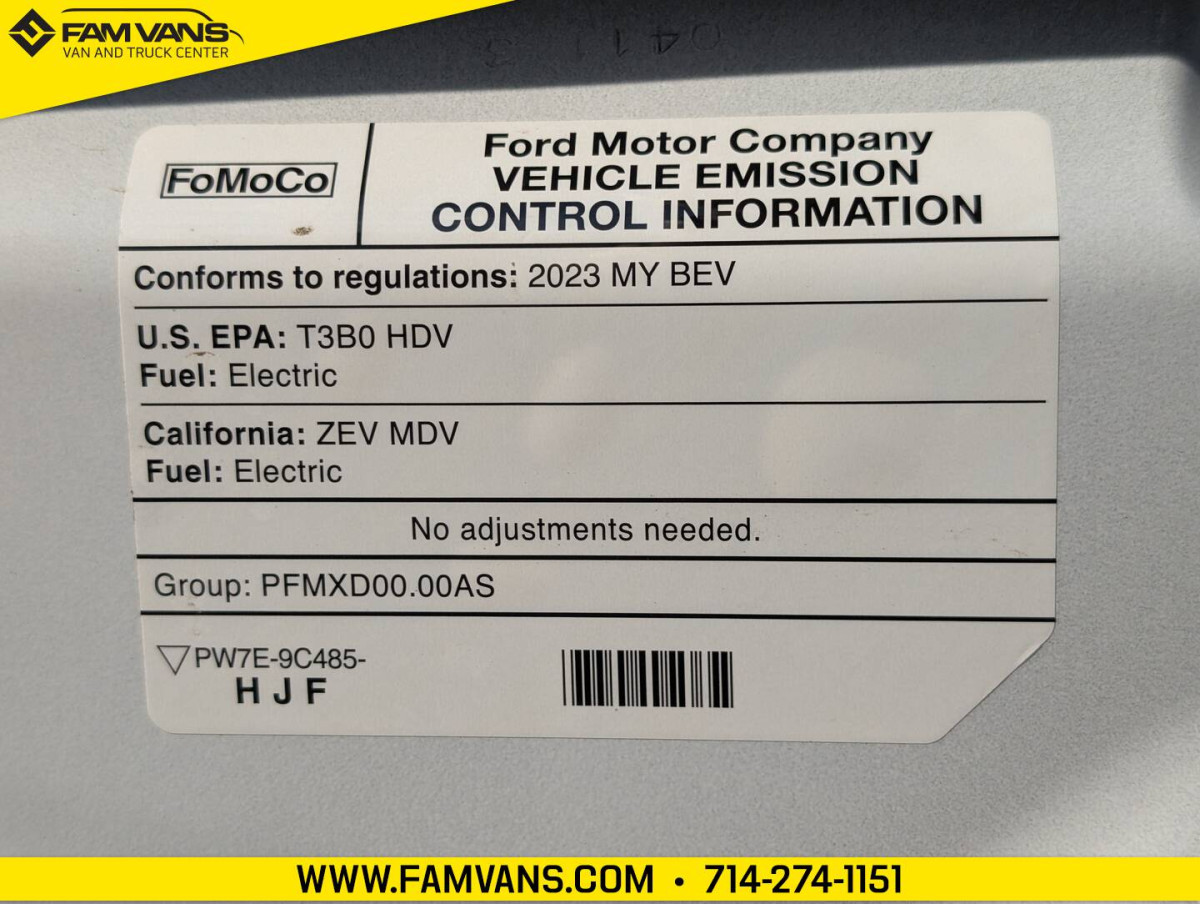 FAM VANS
VAN AND TRUCK CENTER
FoMoCo
Ford Motor Company
VEHICLE EMISSION
CONTROL INFORMATION
Conforms to regulations: 2023 MY BEV
U.S. EPA: T3B0 HDV
Fuel: Electric
California: ZEV MDV
Fuel: Electric
No adjustments needed.
Group: PFMXD00.00AS
PW7E-9C485-
H J F
WWW.FAMVANS.COM • 714-274-1151